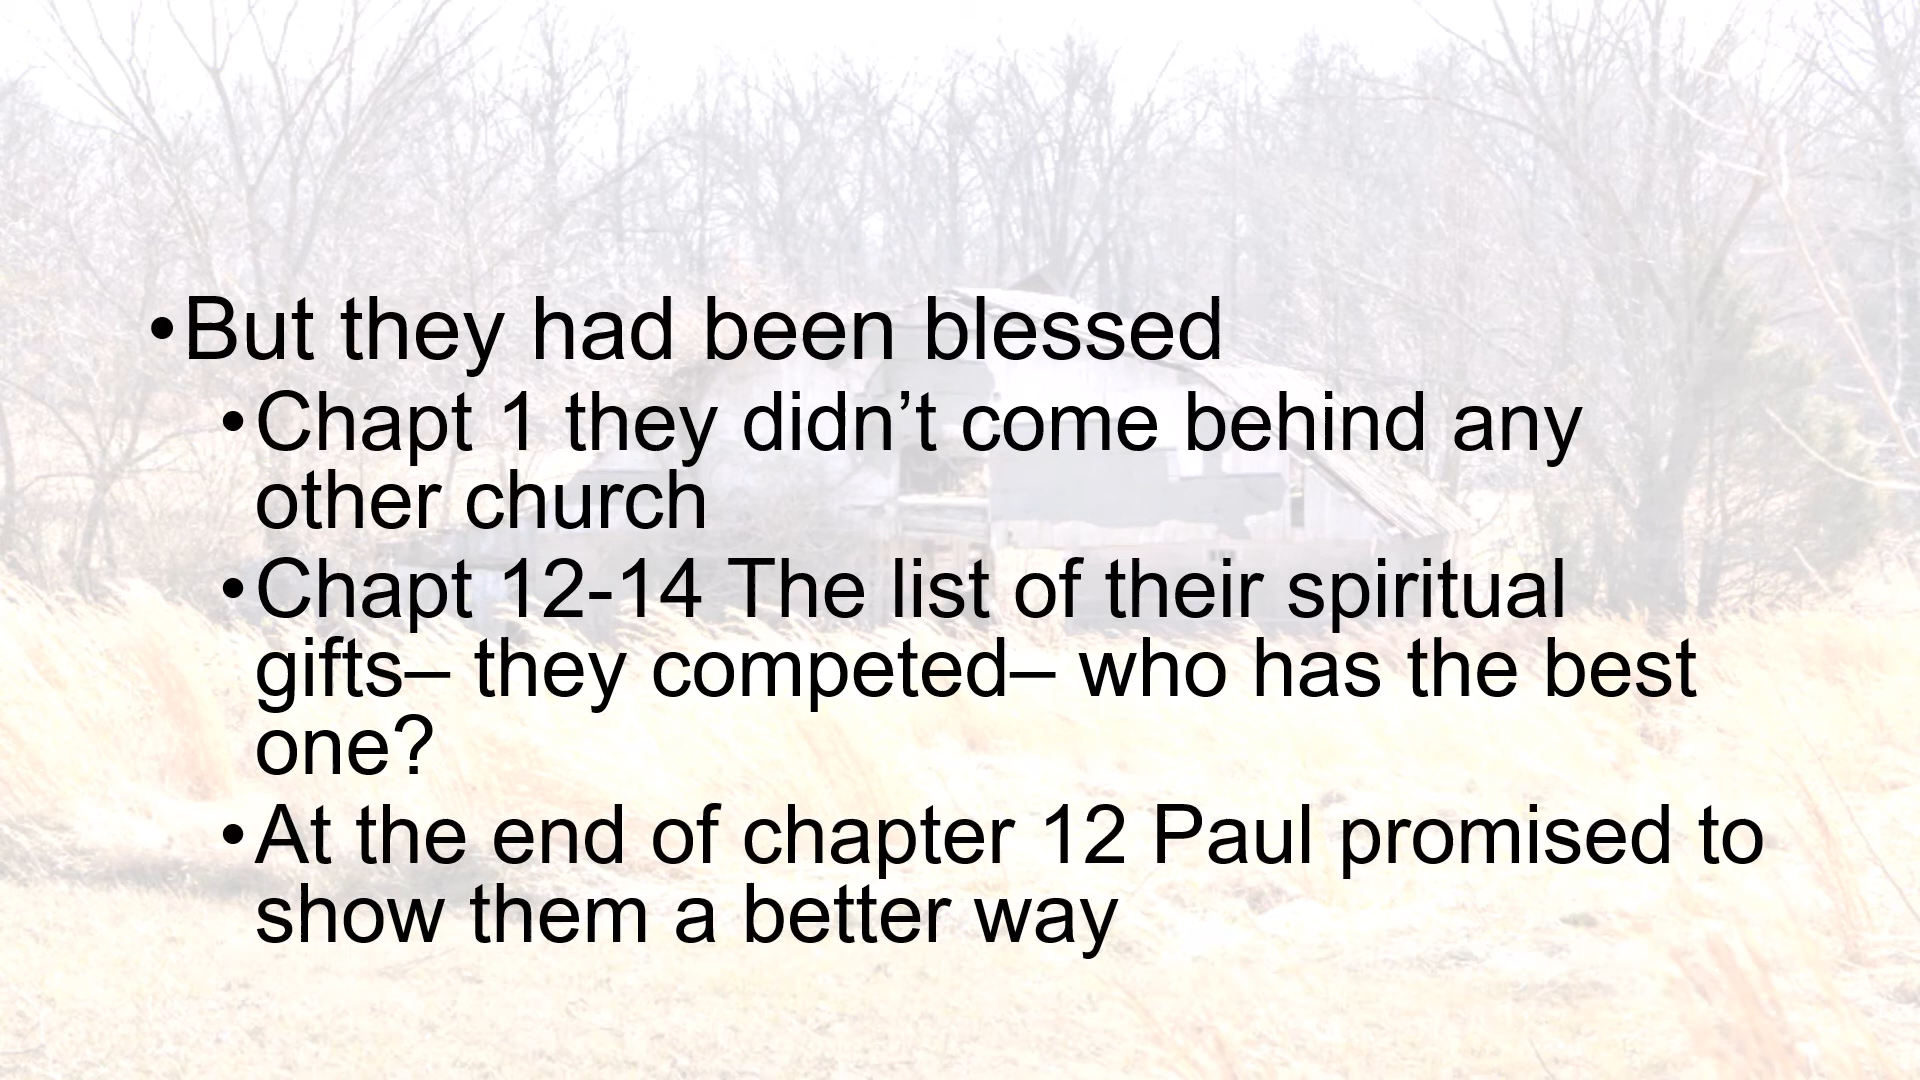 •But they had been blessed
•Chapt 1 they didn’t come behind any
other church
•Chapt 12-14 The list of their spiritual
gifts– they competed– who has the best
one?
•At the end of chapter 12 Paul promised to
show them a better way